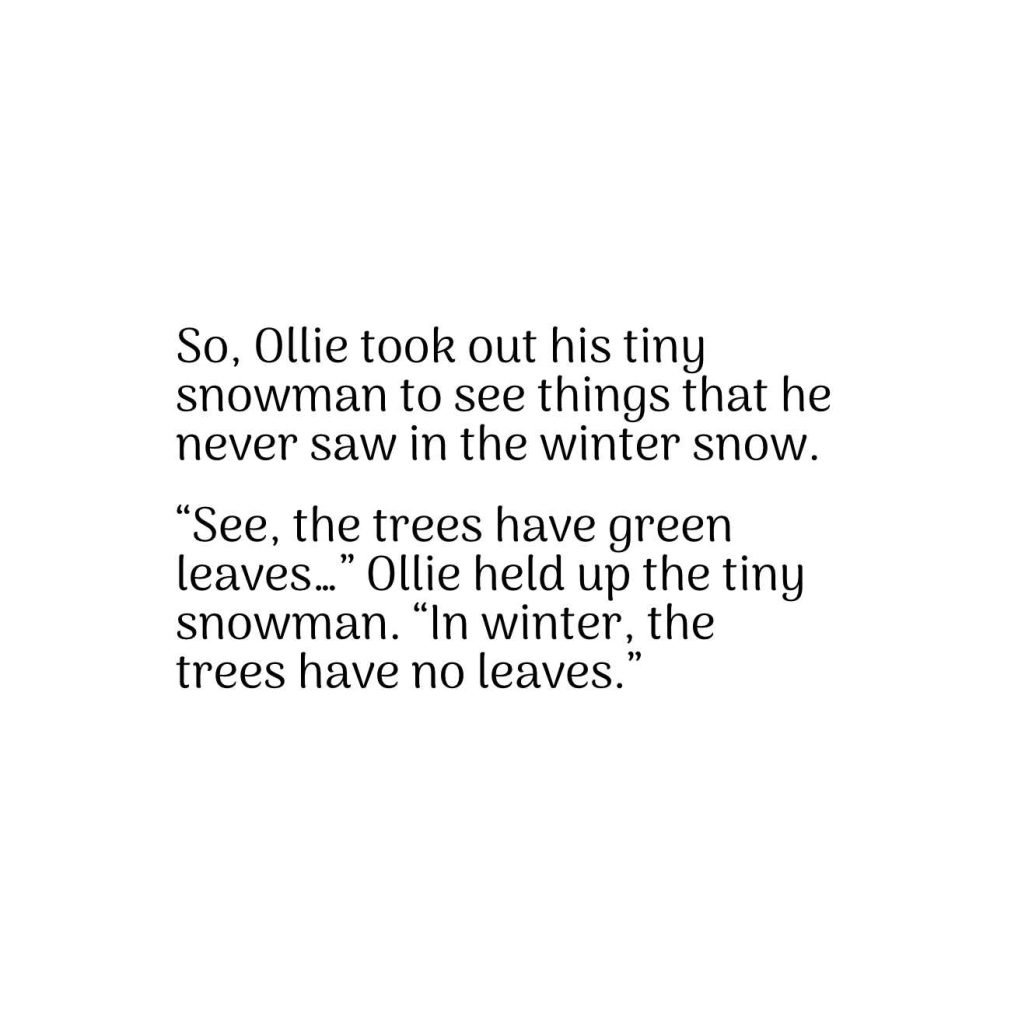 So, Ollie took out his tiny
snowman to see things that he
never saw in the winter snow.
“See, the trees have green
leaves…” Ollie held up the tiny
snowman. “In winter, the
trees have no leaves.”